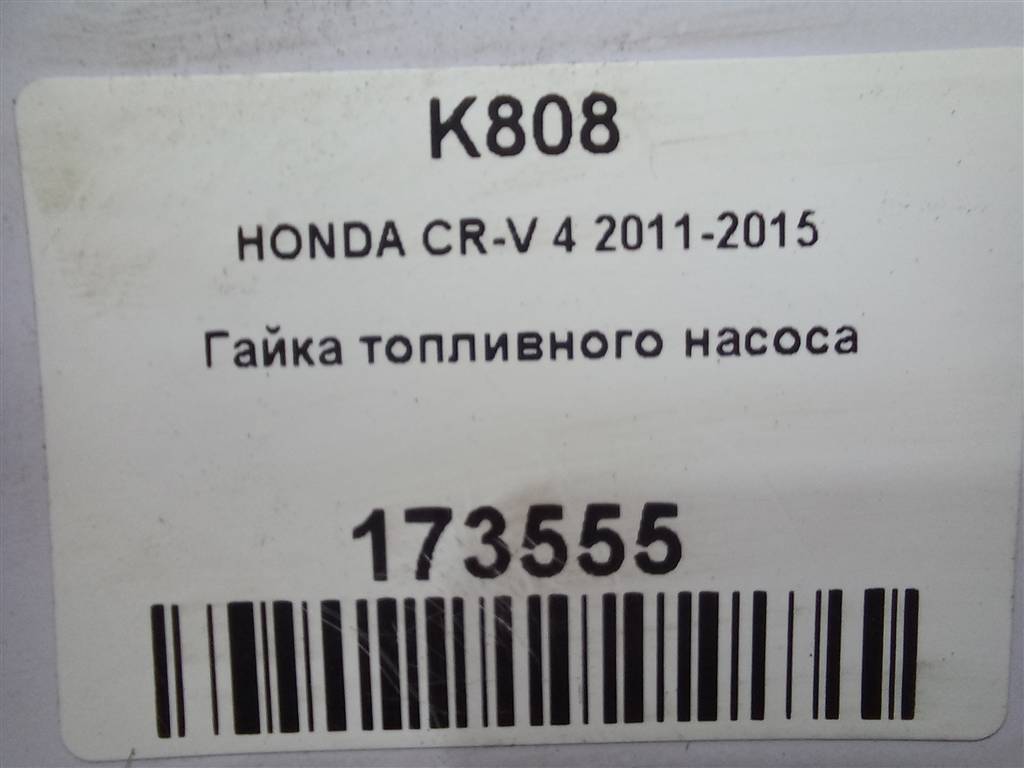 K808
HONDA CR-V 4 2011-2015
Гайка топливного насоса
173555